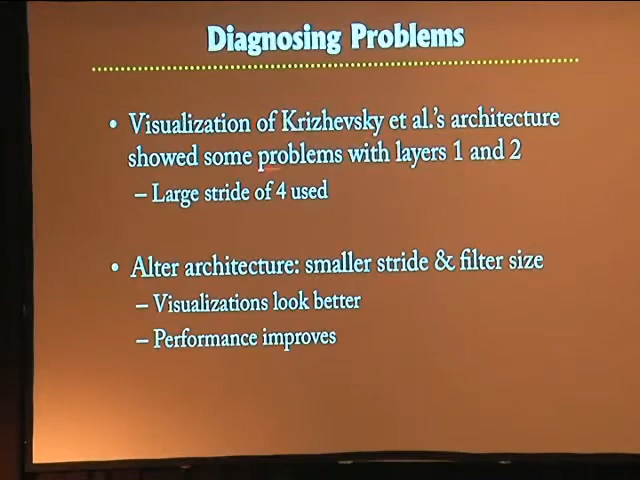 Diagnosing Problems
• Visualization of Krizhevsky et al.'s architecture
showed some problems with layers 1 and 2
– Large stride of 4 used
• Alter architecture: smaller stride & filter size
– Visualizations look better
– Performance improves